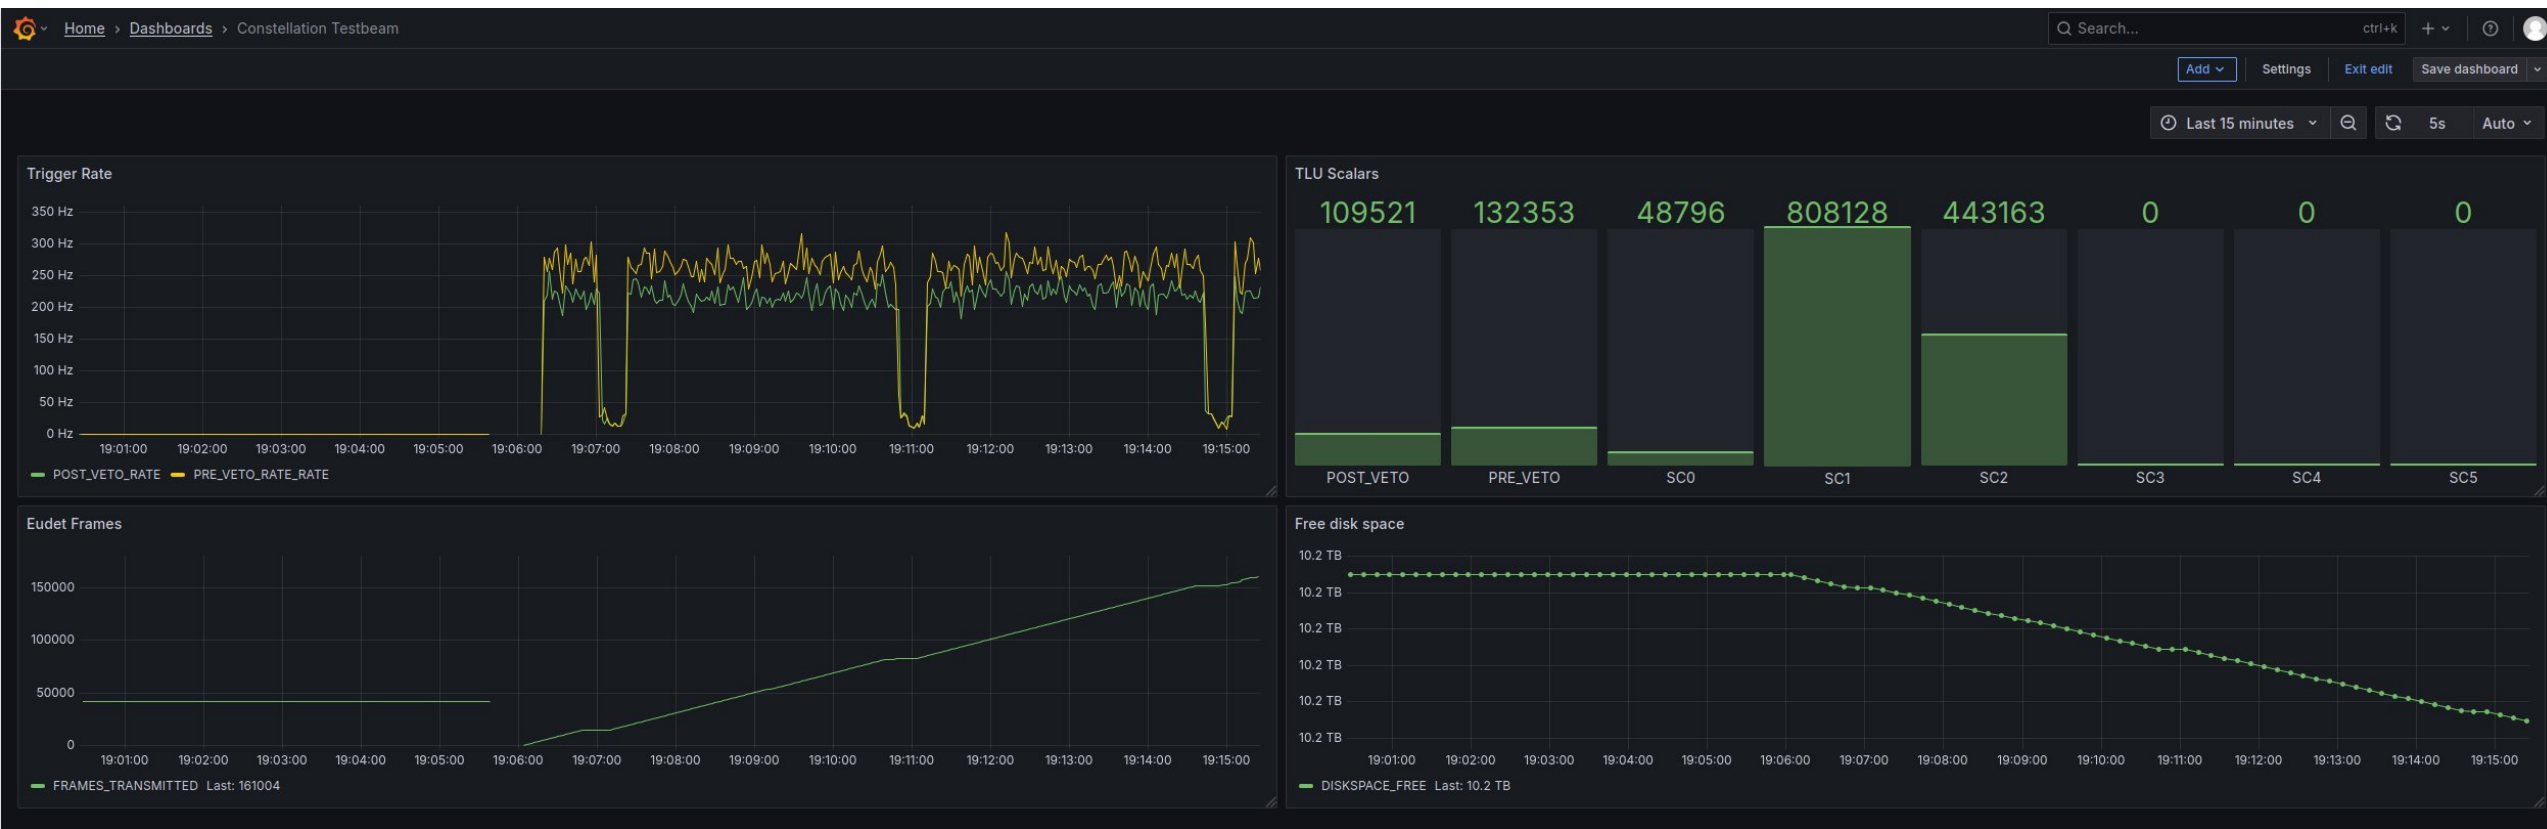 Home › Dashboards › Constellation Testbeam
Search... ctrl+k
Add Settings Exit edit Save dashboard
Last 15 minutes 5s Auto
Trigger Rate
350 Hz
300 Hz
250 Hz
200 Hz
150 Hz
100 Hz
50 Hz
0 Hz
19:01:00 19:02:00 19:03:00 19:04:00 19:05:00 19:06:00 19:07:00 19:08:00 19:09:00 19:10:00 19:11:00 19:12:00 19:13:00 19:14:00 19:15:00
POST_VETO_RATE PRE_VETO_RATE_RATE
TLU Scalars
109521 132353 48796 808128 443163 0 0 0
POST_VETO PRE_VETO SC0 SC1 SC2 SC3 SC4 SC5
Eudet Frames
150000
100000
50000
0
19:01:00 19:02:00 19:03:00 19:04:00 19:05:00 19:06:00 19:07:00 19:08:00 19:09:00 19:10:00 19:11:00 19:12:00 19:13:00 19:14:00 19:15:00
FRAMES_TRANSMITTED Last: 161004
Free disk space
10.2 TB
10.2 TB
10.2 TB
10.2 TB
10.2 TB
10.2 TB
19:01:00 19:02:00 19:03:00 19:04:00 19:05:00 19:06:00 19:07:00 19:08:00 19:09:00 19:10:00 19:11:00 19:12:00 19:13:00 19:14:00 19:15:00
DISKSPACE_FREE Last: 10.2 TB